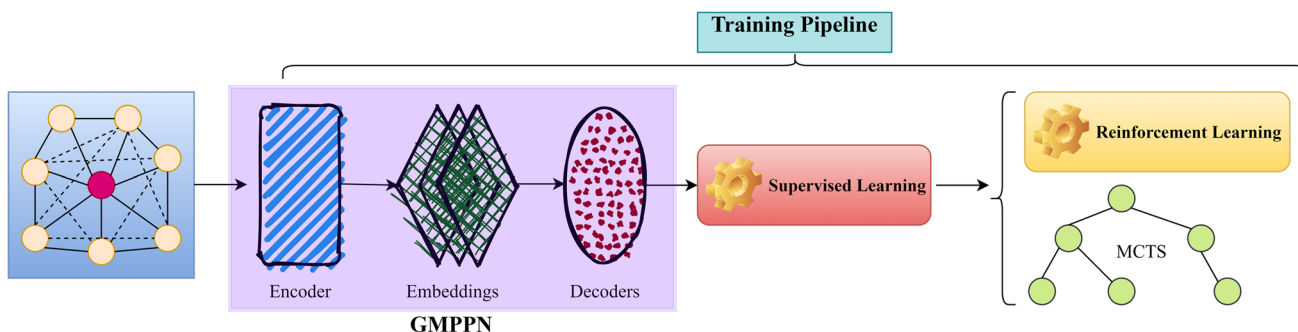 Training Pipeline
Reinforcement Learning
Supervised Learning
MCTS
Encoder
Embeddings
Decoders
GMPPN